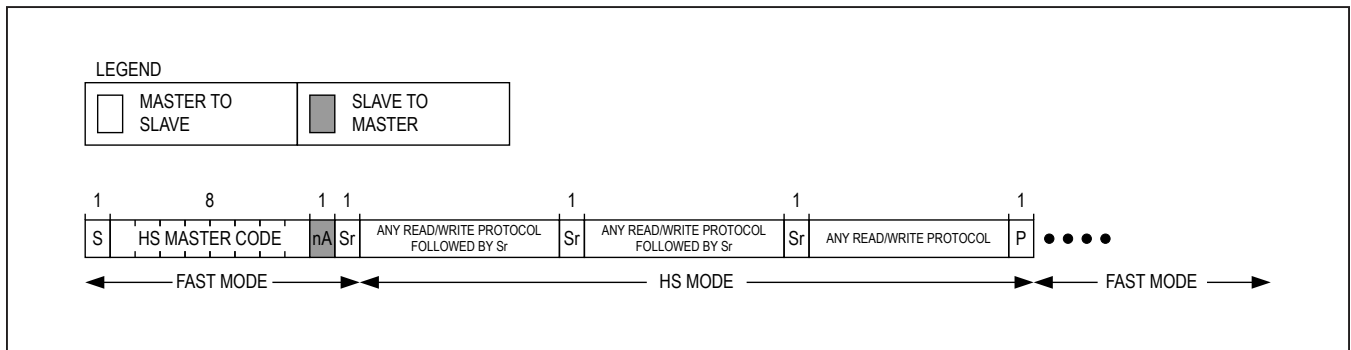 LEGEND
MASTER TO
SLAVE
SLAVE TO
MASTER
1 8 1 1 1 1 1
S HS MASTER CODE nA Sr ANY READ/WRITE PROTOCOL
FOLLOWED BY Sr Sr ANY READ/WRITE PROTOCOL
FOLLOWED BY Sr Sr ANY READ/WRITE PROTOCOL P
FAST MODE HS MODE FAST MODE